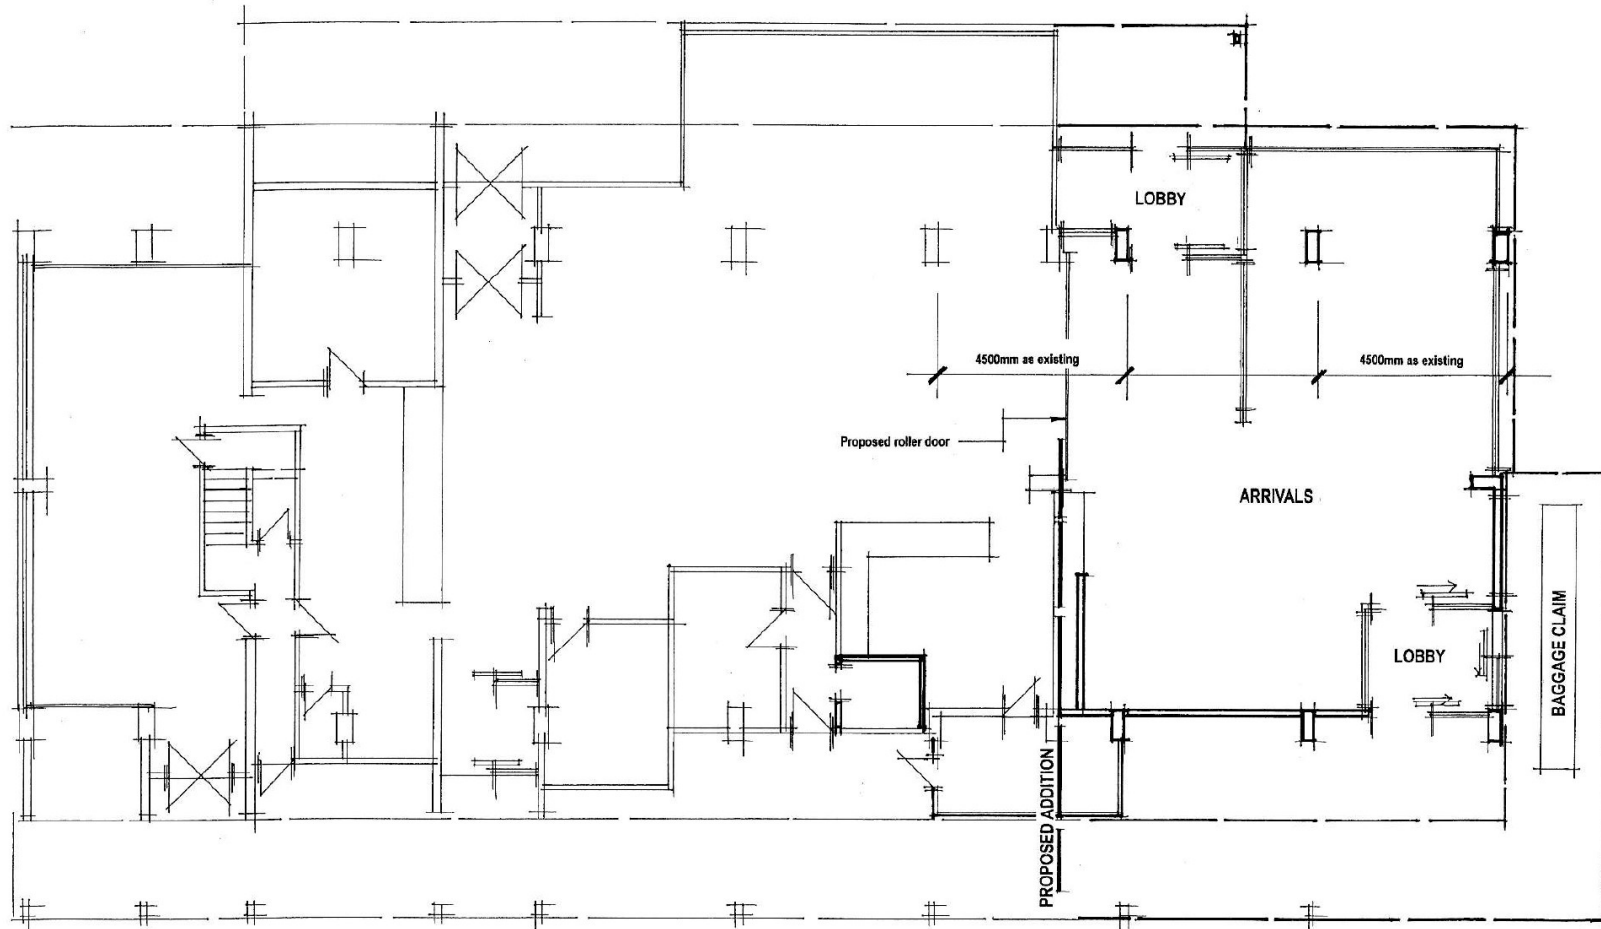 LOBBY
4500mm as existing
4500mm as existing
Proposed roller door
ARRIVALS
LOBBY
BAGGAGE CLAIM
PROPOSED ADDITION